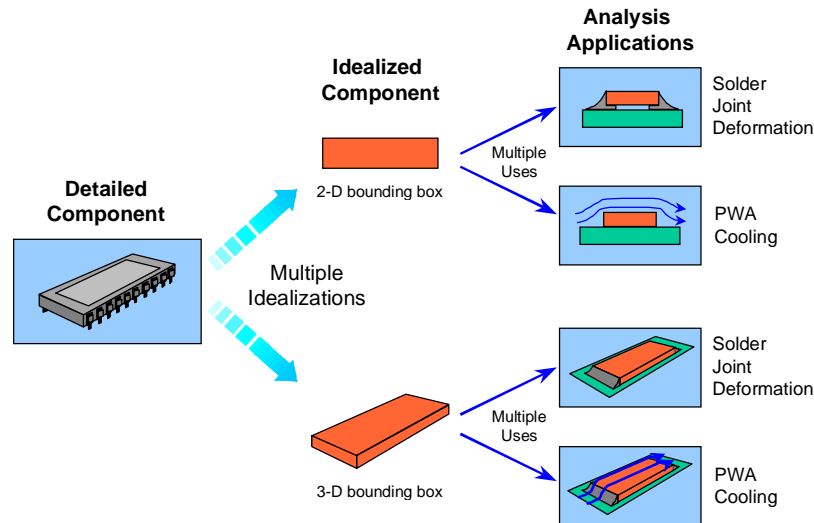 Analysis
Applications
Idealized
Component
Solder
Joint
Deformation
Multiple
Uses
2-D bounding box
Detailed
Component
PWA
Cooling
Multiple
Idealizations
Solder
Joint
Deformation
Multiple
Uses
3-D bounding box
PWA
Cooling